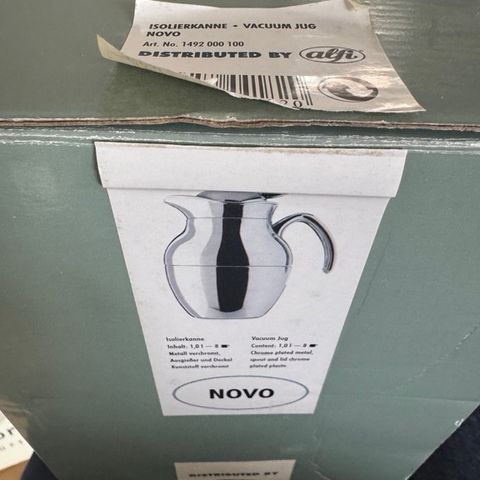 ISOLIERKANNE • VACUUM JUG
NOVO
Art. No. 1492 000 100
DISTRIBUTED BY alfi
Isolierkanne
Inhalt: 1,0 l — 8
Metall verchromt,
Ausgießer und Deckel
Kunststoff verchromt
Vacuum Jug
Content: 1,0 l — 8
Chrome plated metal,
spout and lid chrome
plated plastic
NOVO
DISTRIBUTED BY